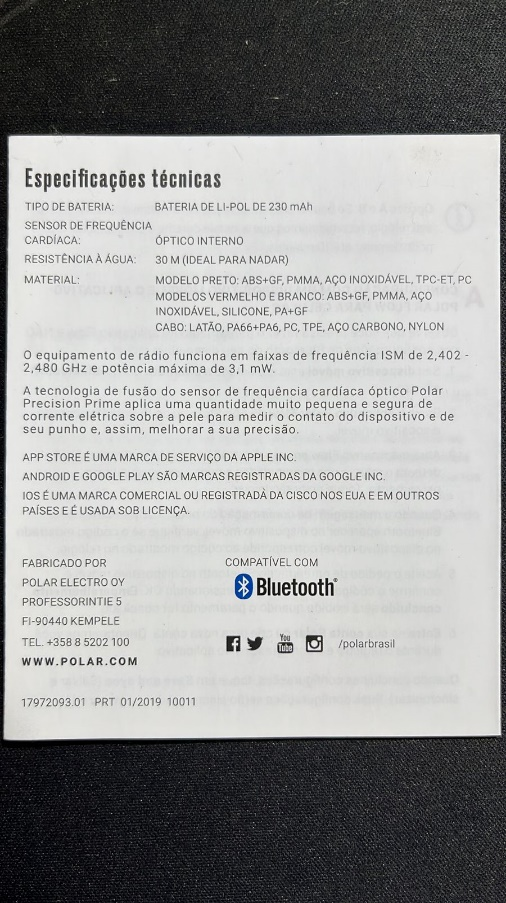 Especificações técnicas
TIPO DE BATERIA: BATERIA DE LI-POL DE 230 mAh
SENSOR DE FREQUÊNCIA
CARDÍACA: ÓPTICO INTERNO
RESISTÊNCIA À ÁGUA: 30 M (IDEAL PARA NADAR)
MATERIAL: MODELO PRETO: ABS+GF, PMMA, AÇO INOXIDÁVEL, TPC-ET, PC
MODELOS VERMELHO E BRANCO: ABS+GF, PMMA, AÇO
INOXIDÁVEL, SILICONE, PA+GF
CABO: LATÃO, PA66+PA6, PC, TPE, AÇO CARBONO, NYLON
O equipamento de rádio funciona em faixas de frequência ISM de 2,402 -
2,480 GHz e potência máxima de 3,1 mW.
A tecnologia de fusão do sensor de frequência cardíaca óptico Polar
Precision Prime aplica uma quantidade muito pequena e segura de
corrente elétrica sobre a pele para medir o contato do dispositivo e de
seu punho e, assim, melhorar a sua precisão.
APP STORE É UMA MARCA DE SERVIÇO DA APPLE INC.
ANDROID E GOOGLE PLAY SÃO MARCAS REGISTRADAS DA GOOGLE INC.
IOS É UMA MARCA COMERCIAL OU REGISTRADA DA CISCO NOS EUA E EM OUTROS
PAÍSES E É USADA SOB LICENÇA.
FABRICADO POR
POLAR ELECTRO OY
PROFESSORINTIE 5
FI-90440 KEMPELE
TEL. +358 8 5202 100
WWW.POLAR.COM
COMPATÍVEL COM
Bluetooth®
You
Tube
/polarbrasil
17972093.01 PRT 01/2019 10011